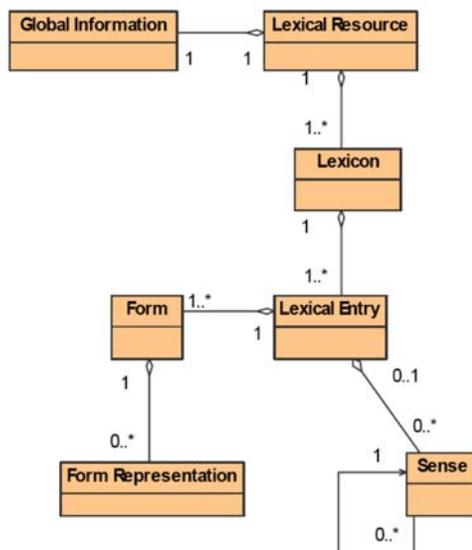 Global Information
Lexical Resource
1
1
1
1..*
Lexicon
1
1..*
Form
1..*
Lexical Entry
1
1
0..1
0..*
0..*
Form Representation
1
Sense
0..*